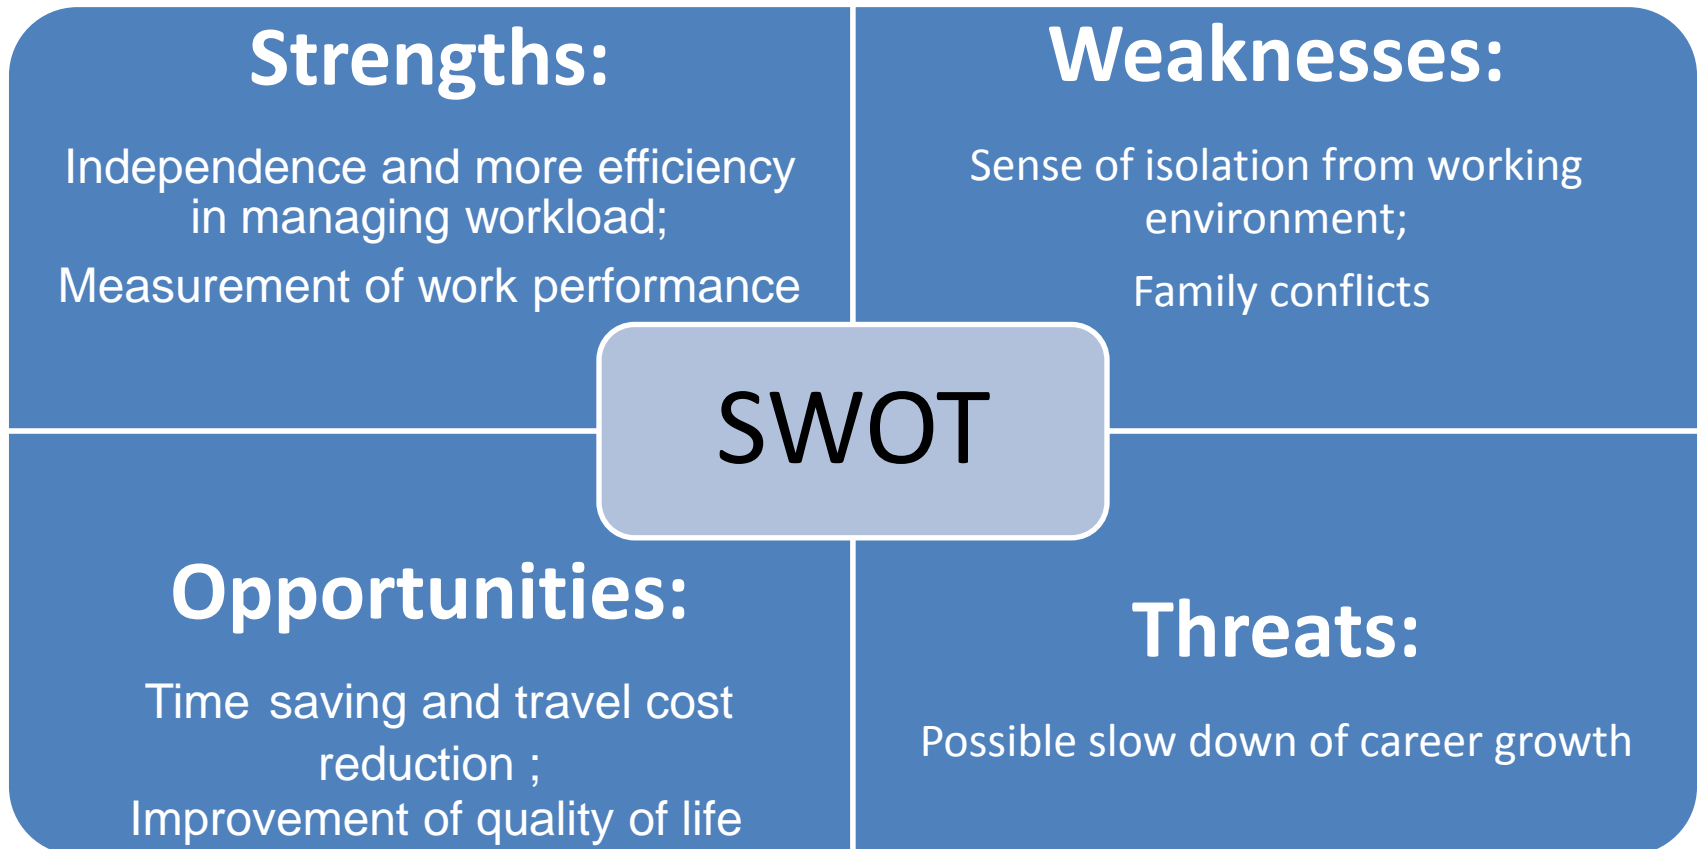 Strengths:
Independence and more efficiency
in managing workload;
Measurement of work performance
Weaknesses:
Sense of isolation from working
environment;
Family conflicts
SWOT
Opportunities:
Time saving and travel cost
reduction ;
Improvement of quality of life
Threats:
Possible slow down of career growth